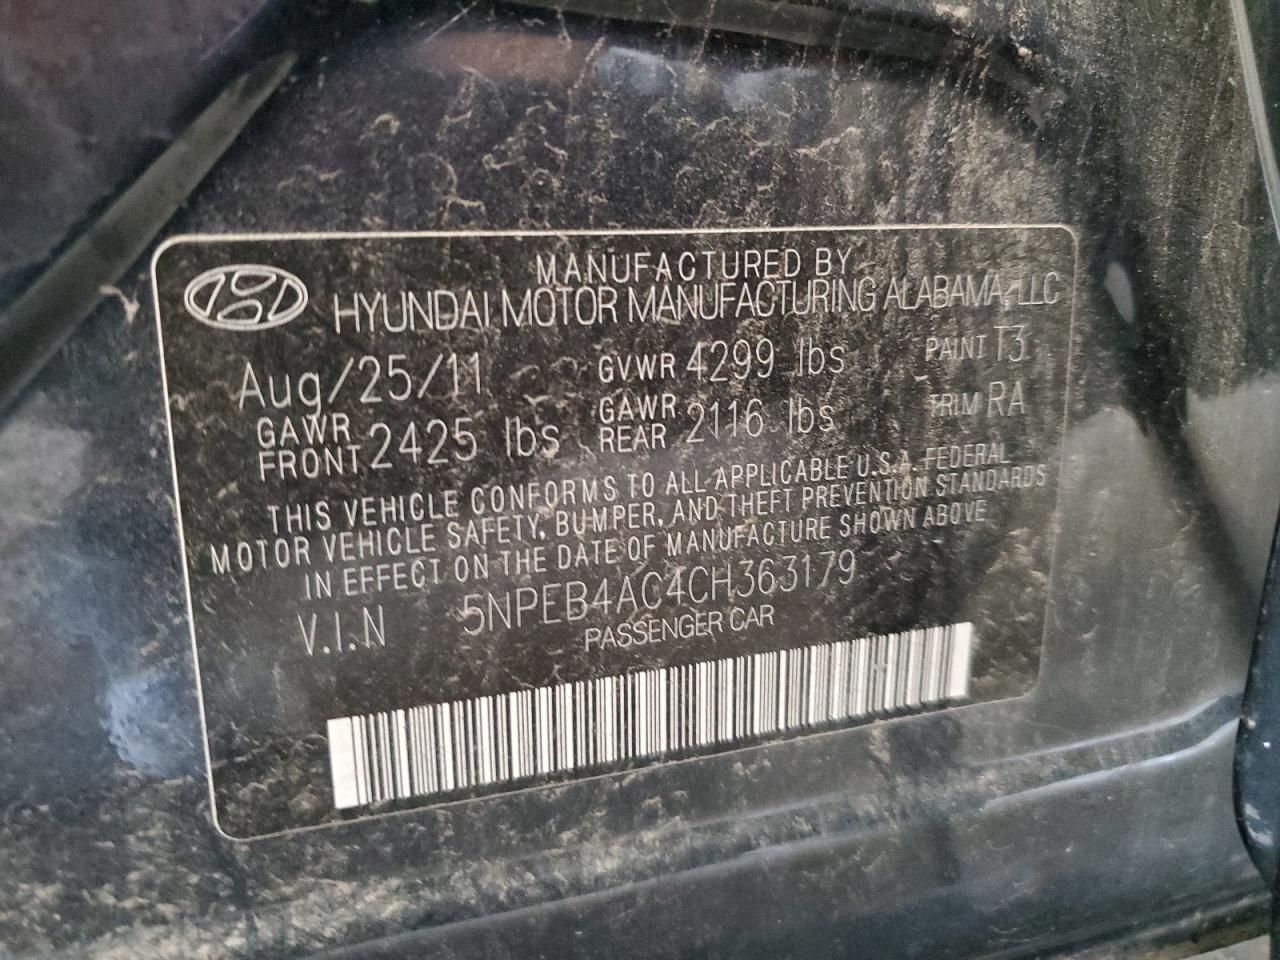 MANUFACTURED BY
HYUNDAI MOTOR MANUFACTURING ALABAMA, LLC
Aug/25/11 GVWR 4299 lbs PAINT T3
GAWR FRONT 2425 lbs GAWR REAR 2116 lbs TRIM RA
THIS VEHICLE CONFORMS TO ALL APPLICABLE U.S.A. FEDERAL
MOTOR VEHICLE SAFETY, BUMPER, AND THEFT PREVENTION STANDARDS
IN EFFECT ON THE DATE OF MANUFACTURE SHOWN ABOVE
V.I.N 5NPEB4AC4CH363179
PASSENGER CAR